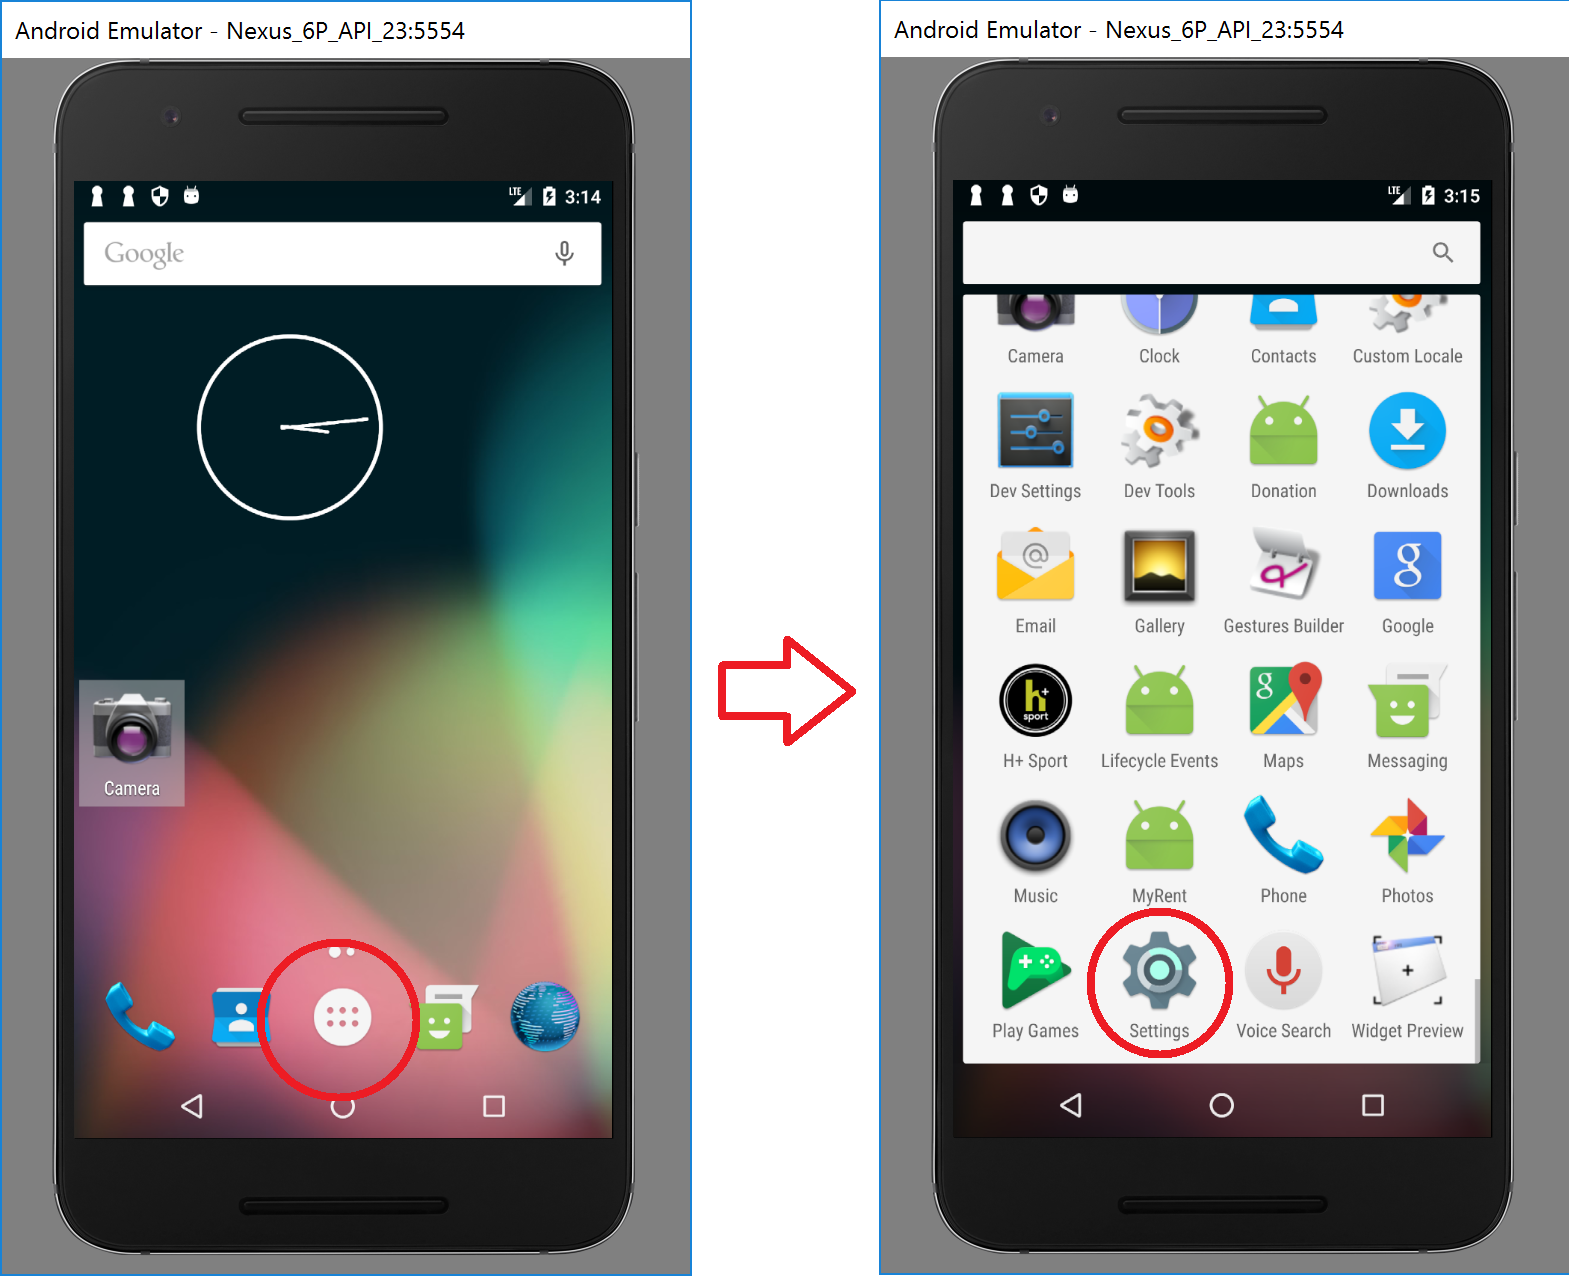 Android Emulator - Nexus_6P_API_23:5554
LTE 3:14
Google
Camera
Android Emulator - Nexus_6P_API_23:5554
LTE 3:15
Camera Clock Contacts Custom Locale
Dev Settings Dev Tools Donation Downloads
@ g
Email Gallery Gestures Builder Google
h+ sport g
H+ Sport Lifecycle Events Maps Messaging
Music MyRent Phone Photos
Play Games Settings Voice Search Widget Preview